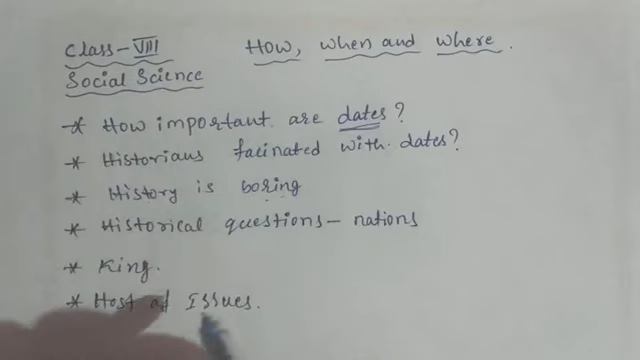 Class - VIII How, when and where.
Social Science
* How important are dates?
* Historians facinated with dates?
* History is boring
* Historical questions - nations
* King.
* Host of Issues.